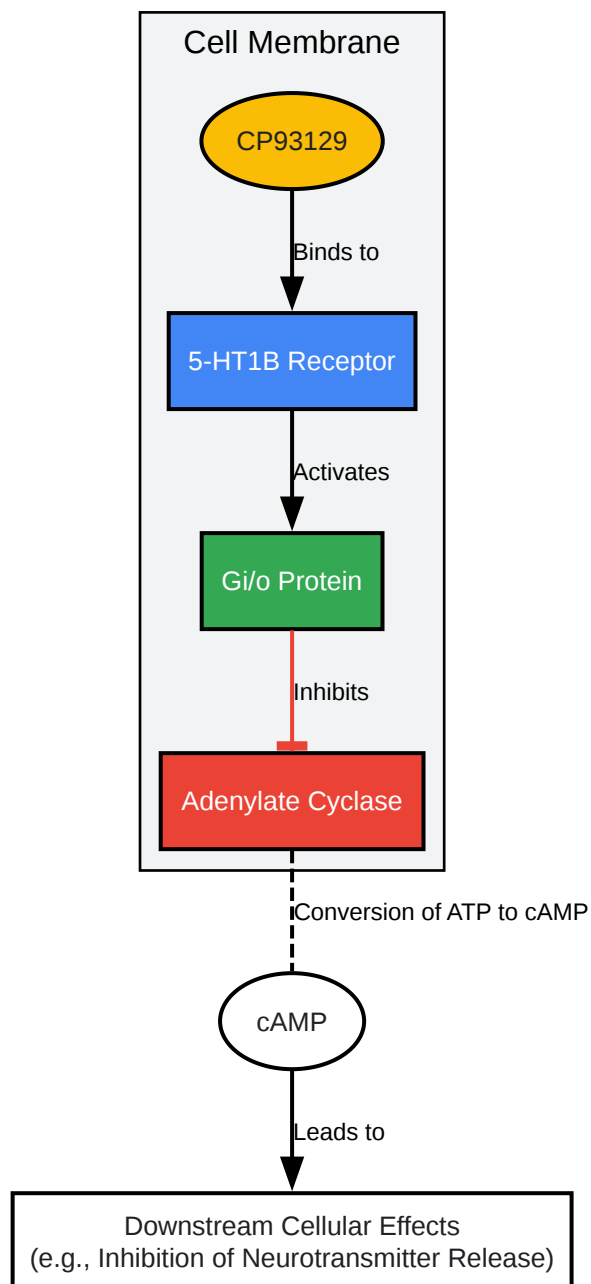 Cell Membrane
CP93129
Binds to
5-HT1B Receptor
Activates
Gi/o Protein
Inhibits
Adenylate Cyclase
Conversion of ATP to cAMP
cAMP
Leads to
Downstream Cellular Effects
(e.g., Inhibition of Neurotransmitter Release)